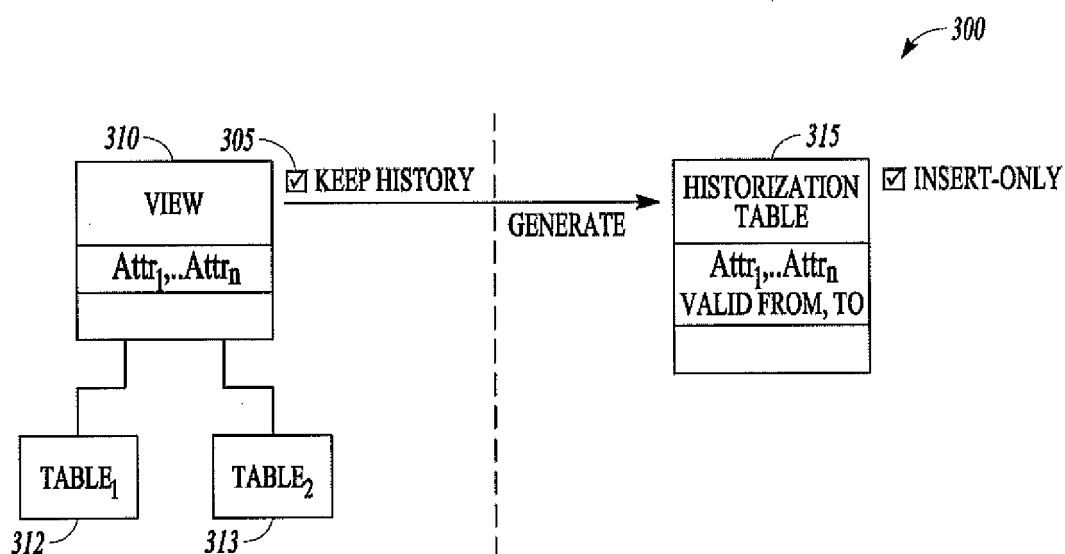 300
310
305
315
VIEW
☑ KEEP HISTORY
GENERATE
HISTORIZATION
TABLE
☑ INSERT-ONLY
Attr1,..Attrn
Attr1,..Attrn
VALID FROM, TO
TABLE1
TABLE2
312
313